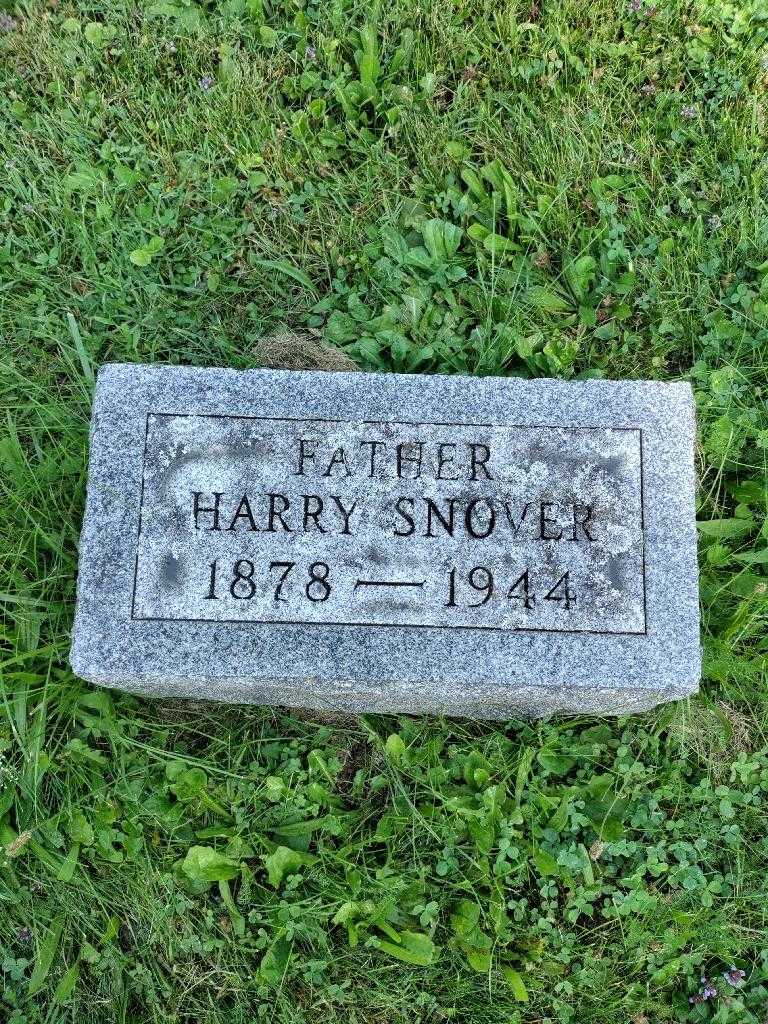 FATHER
HARRY SNOVER
1878 — 1944